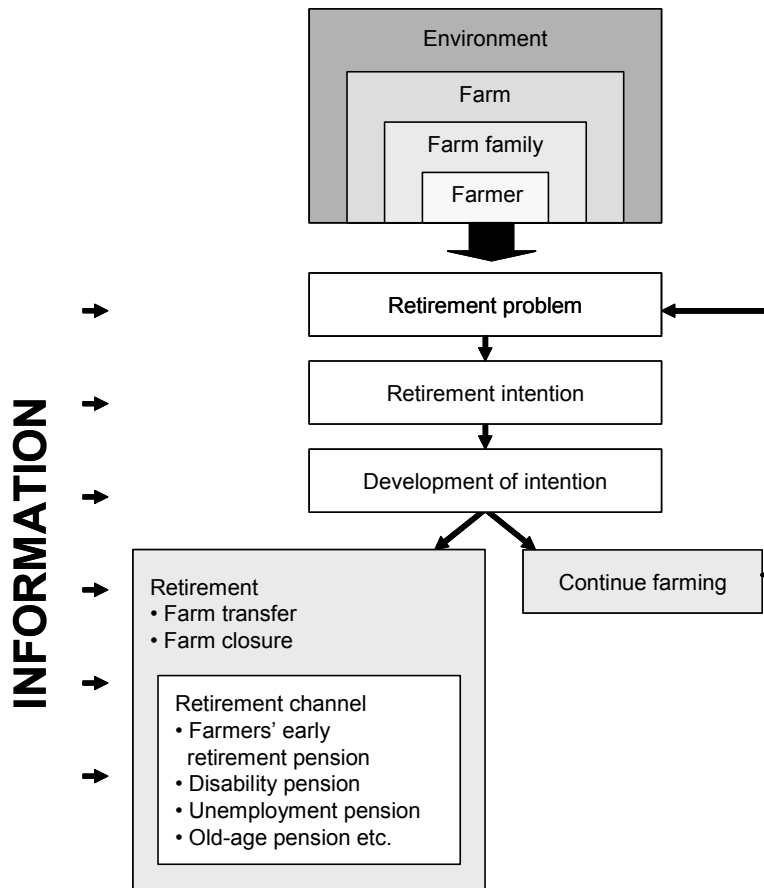 Environment
Farm
Farm family
Farmer
Retirement problem
Retirement intention
Development of intention
INFORMATION
Retirement
• Farm transfer
• Farm closure
Continue farming
Retirement channel
• Farmers’ early
retirement pension
• Disability pension
• Unemployment pension
• Old-age pension etc.